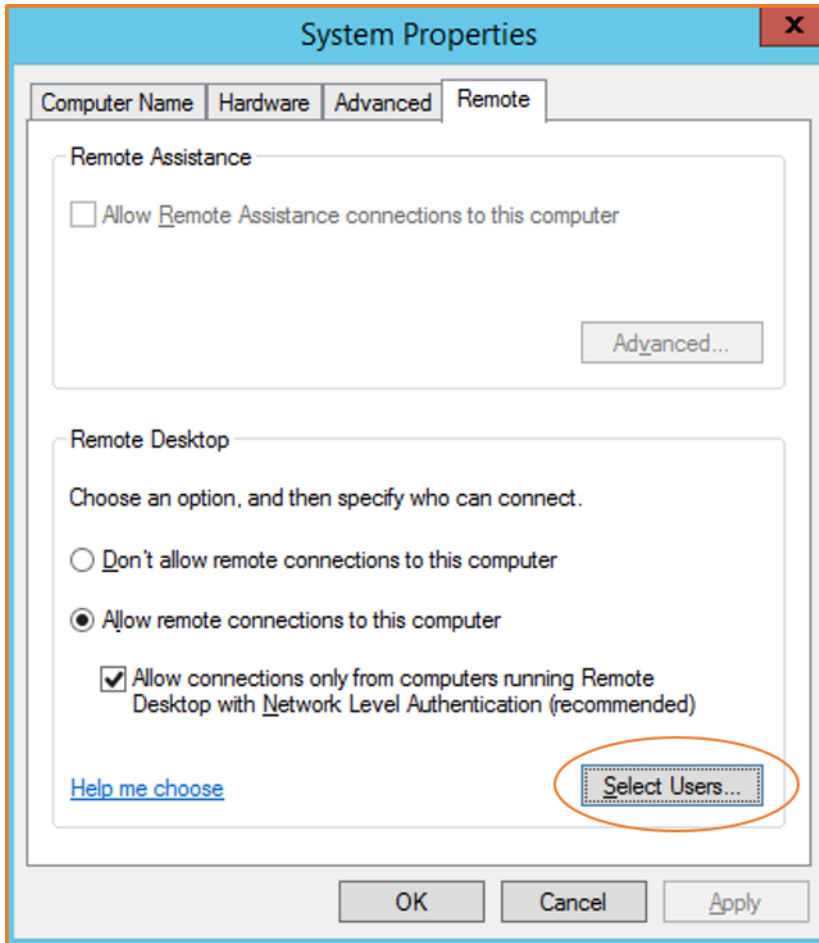 System Properties
x
Computer Name
Hardware
Advanced
Remote
Remote Assistance
Allow Remote Assistance connections to this computer
Advanced...
Remote Desktop
Choose an option, and then specify who can connect.
Don't allow remote connections to this computer
Allow remote connections to this computer
Allow connections only from computers running Remote
Desktop with Network Level Authentication (recommended)
Help me choose
Select Users...
OK
Cancel
Apply